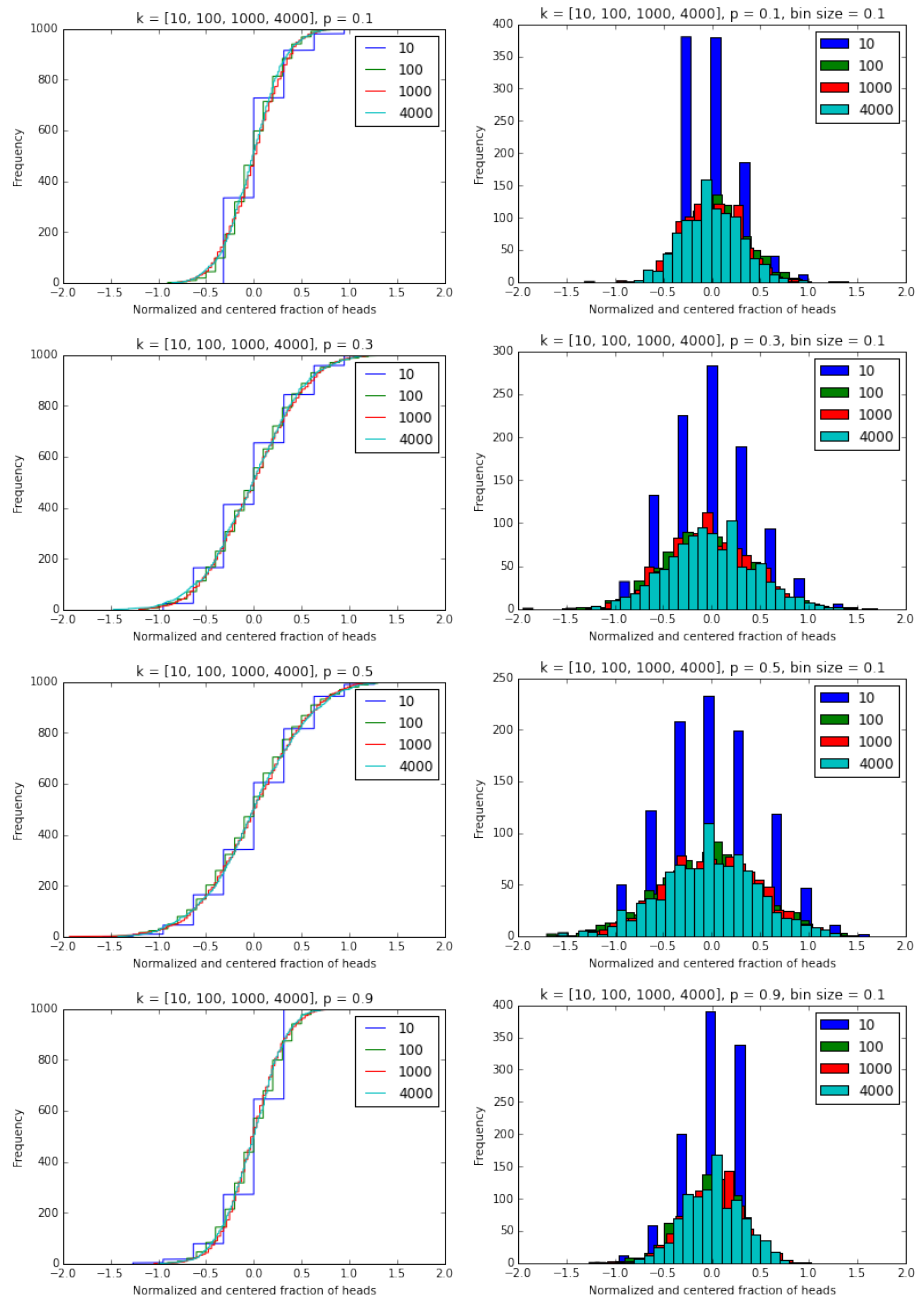 k = [10, 100, 1000, 4000], p = 0.1
Frequency
1000
800
600
400
200
0
−2.0 −1.5 −1.0 −0.5 0.0 0.5 1.0 1.5 2.0
Normalized and centered fraction of heads
10
100
1000
4000
k = [10, 100, 1000, 4000], p = 0.1, bin size = 0.1
Frequency
400
350
300
250
200
150
100
50
0
−2.0 −1.5 −1.0 −0.5 0.0 0.5 1.0 1.5 2.0
Normalized and centered fraction of heads
10
100
1000
4000
k = [10, 100, 1000, 4000], p = 0.3
Frequency
1000
800
600
400
200
0
−2.0 −1.5 −1.0 −0.5 0.0 0.5 1.0 1.5 2.0
Normalized and centered fraction of heads
10
100
1000
4000
k = [10, 100, 1000, 4000], p = 0.3, bin size = 0.1
Frequency
300
250
200
150
100
50
0
−2.0 −1.5 −1.0 −0.5 0.0 0.5 1.0 1.5 2.0
Normalized and centered fraction of heads
10
100
1000
4000
k = [10, 100, 1000, 4000], p = 0.5
Frequency
1000
800
600
400
200
0
−2.0 −1.5 −1.0 −0.5 0.0 0.5 1.0 1.5 2.0
Normalized and centered fraction of heads
10
100
1000
4000
k = [10, 100, 1000, 4000], p = 0.5, bin size = 0.1
Frequency
250
200
150
100
50
0
−2.0 −1.5 −1.0 −0.5 0.0 0.5 1.0 1.5 2.0
Normalized and centered fraction of heads
10
100
1000
4000
k = [10, 100, 1000, 4000], p = 0.9
Frequency
1000
800
600
400
200
0
−2.0 −1.5 −1.0 −0.5 0.0 0.5 1.0 1.5 2.0
Normalized and centered fraction of heads
10
100
1000
4000
k = [10, 100, 1000, 4000], p = 0.9, bin size = 0.1
Frequency
400
350
300
250
200
150
100
50
0
−2.0 −1.5 −1.0 −0.5 0.0 0.5 1.0 1.5 2.0
Normalized and centered fraction of heads
10
100
1000
4000